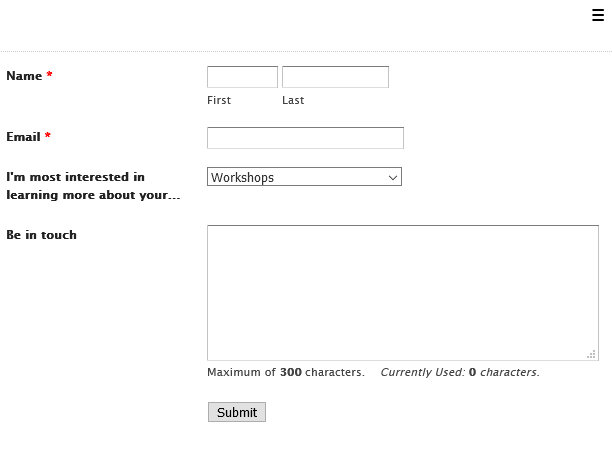 Name *
First Last
Email *
I'm most interested in
learning more about your...
Workshops
Be in touch
Maximum of 300 characters. Currently Used: 0 characters.
Submit